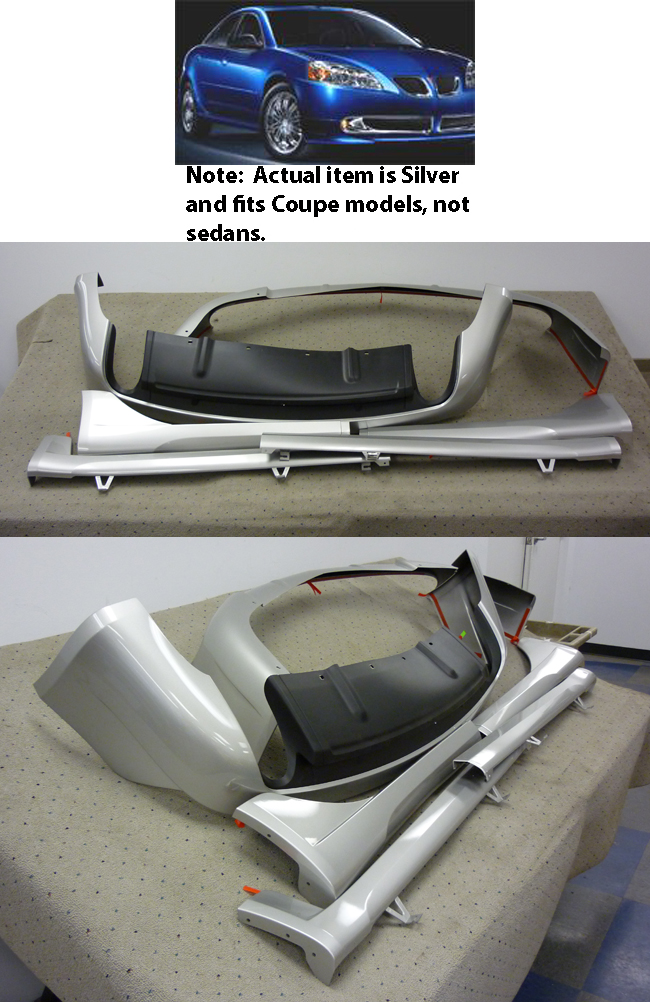 Note:  Actual item is Silver
and fits Coupe models, not
sedans.